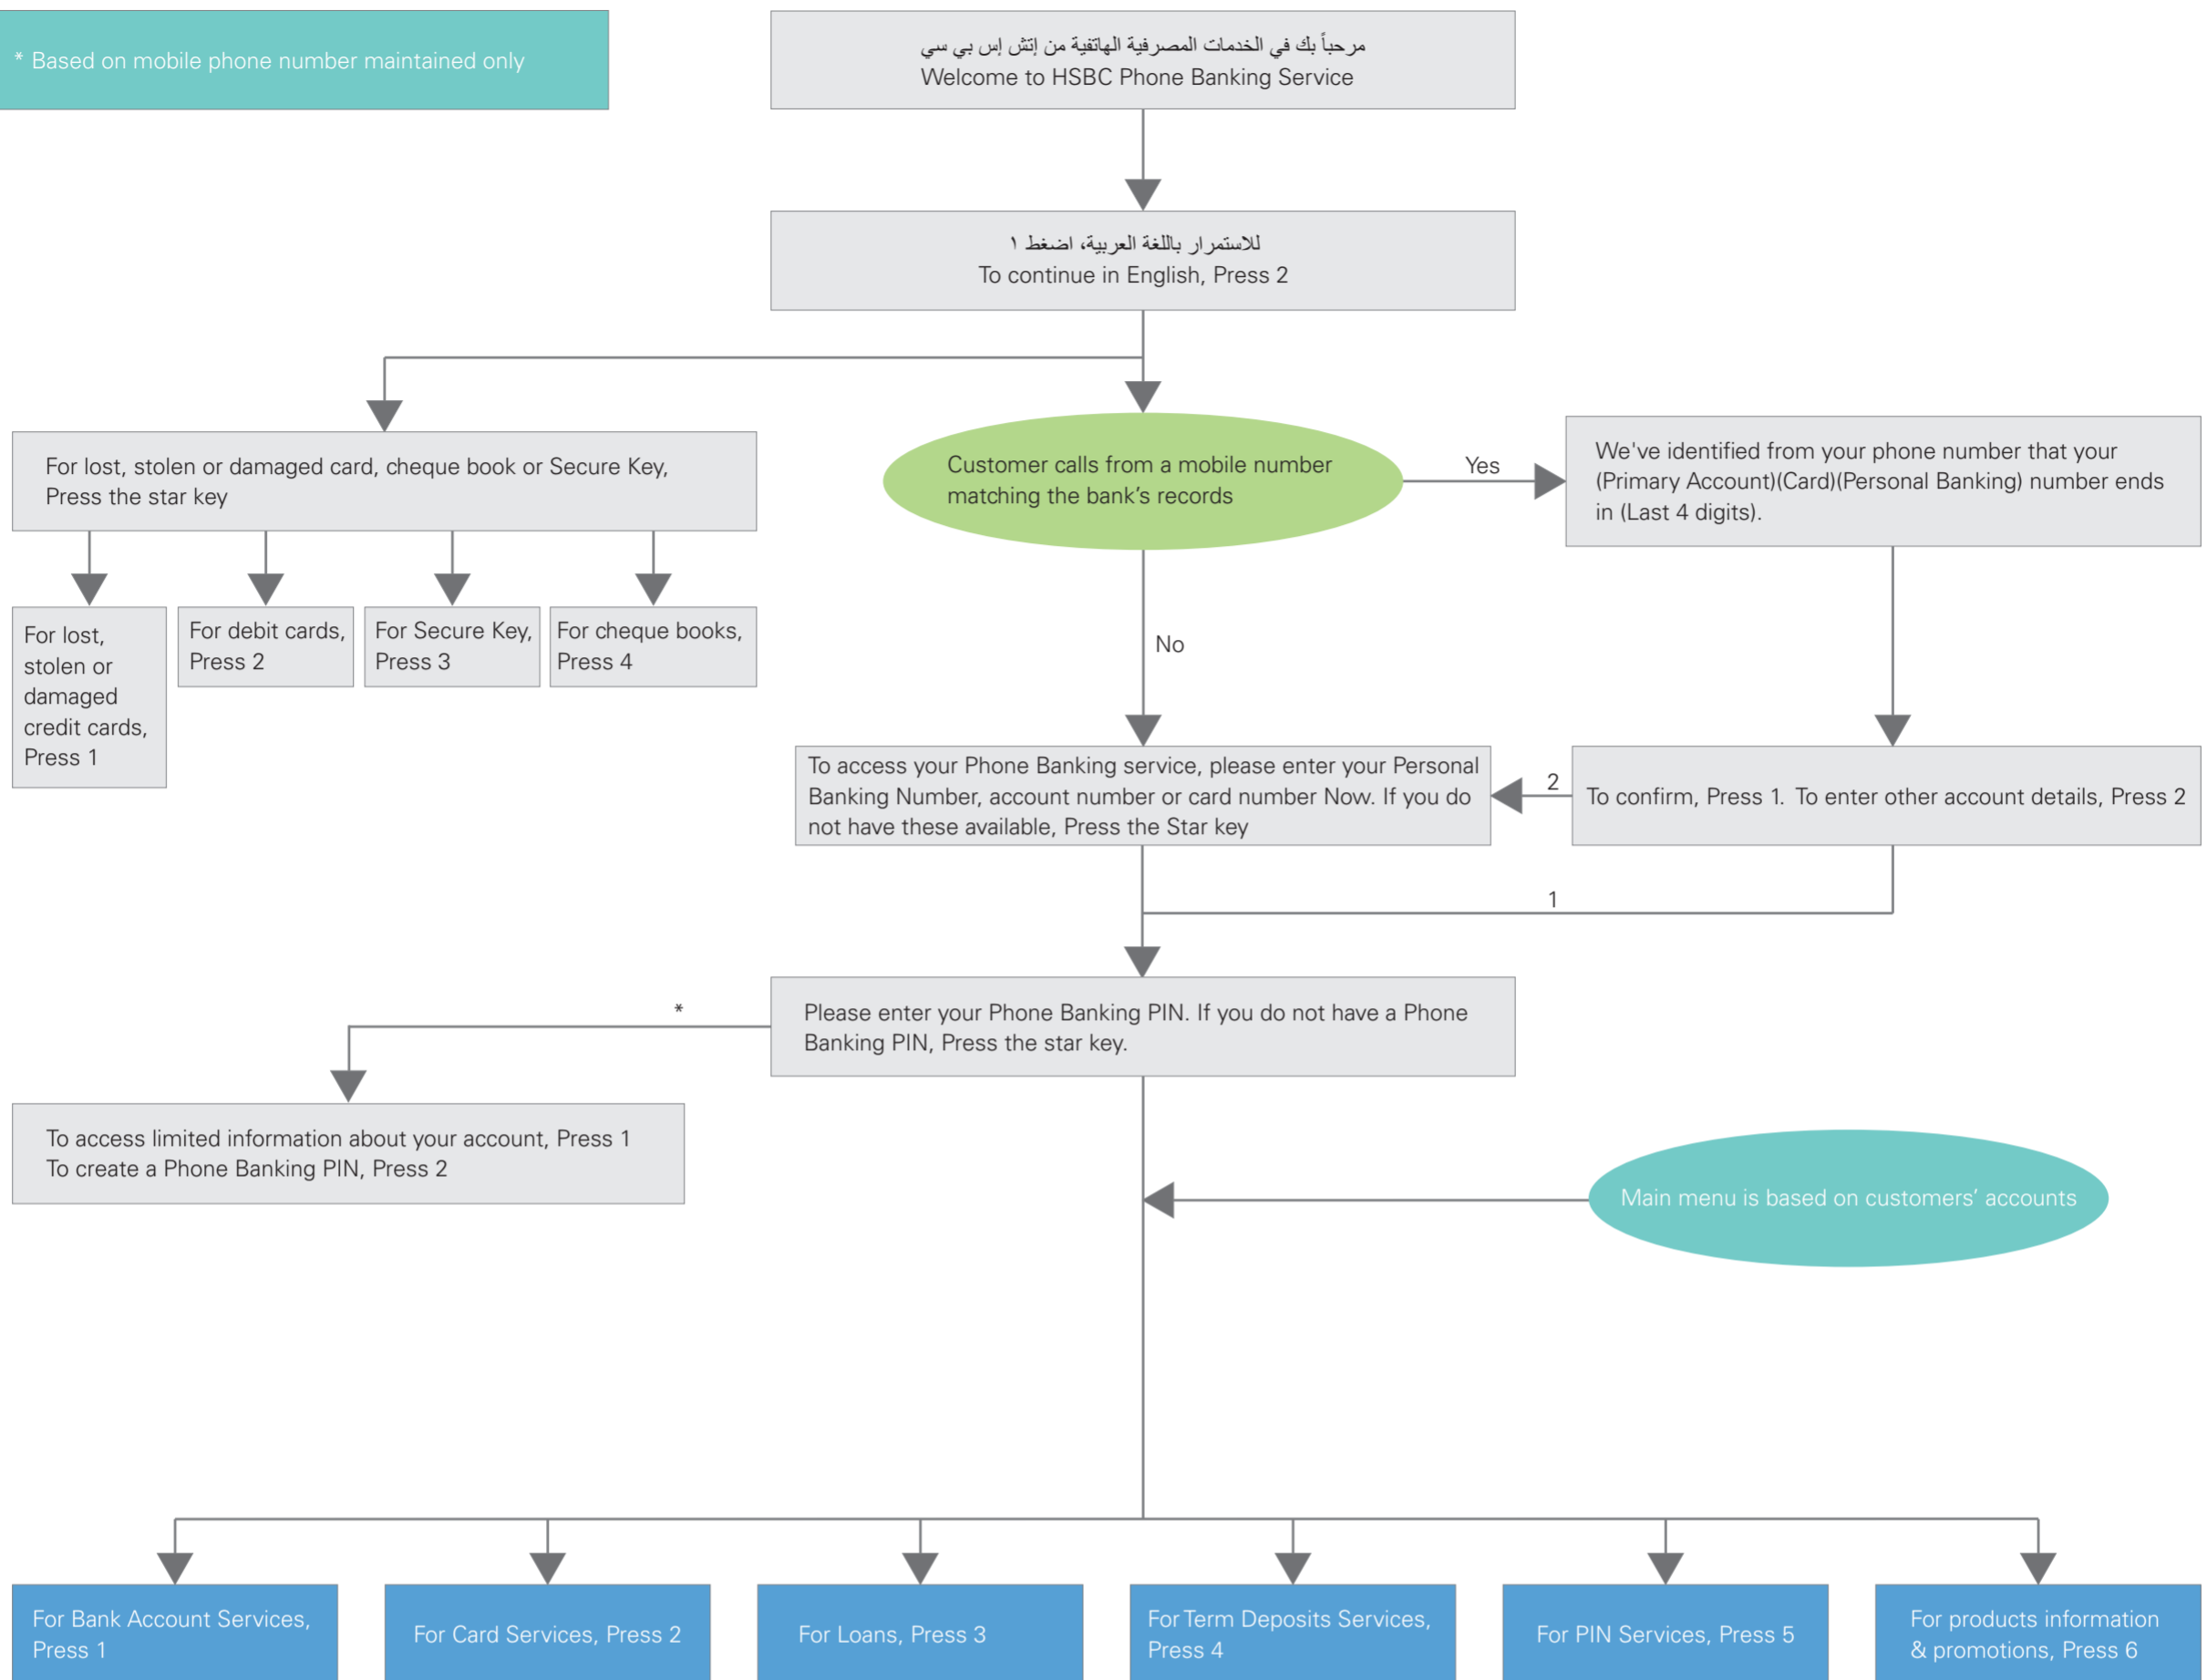 * Based on mobile phone number maintained only
مرحباً بك في الخدمات المصرفية الهاتفية من إتش إس بي سي
Welcome to HSBC Phone Banking Service
للاستمرار باللغة العربية، اضغط ١
To continue in English, Press 2
For lost, stolen or damaged card, cheque book or Secure Key,
Press the star key
Customer calls from a mobile number
matching the bank’s records
Yes
We've identified from your phone number that your
(Primary Account)(Card)(Personal Banking) number ends
in (Last 4 digits).
For lost,
stolen or
damaged
credit cards,
Press 1
For debit cards,
Press 2
For Secure Key,
Press 3
For cheque books,
Press 4
No
To access your Phone Banking service, please enter your Personal
Banking Number, account number or card number Now. If you do
not have these available, Press the Star key
2
To confirm, Press 1. To enter other account details, Press 2
1
Please enter your Phone Banking PIN. If you do not have a Phone
Banking PIN, Press the star key.
*
To access limited information about your account, Press 1
To create a Phone Banking PIN, Press 2
Main menu is based on customers’ accounts
For Bank Account Services,
Press 1
For Card Services, Press 2
For Loans, Press 3
For Term Deposits Services,
Press 4
For PIN Services, Press 5
For products information
& promotions, Press 6